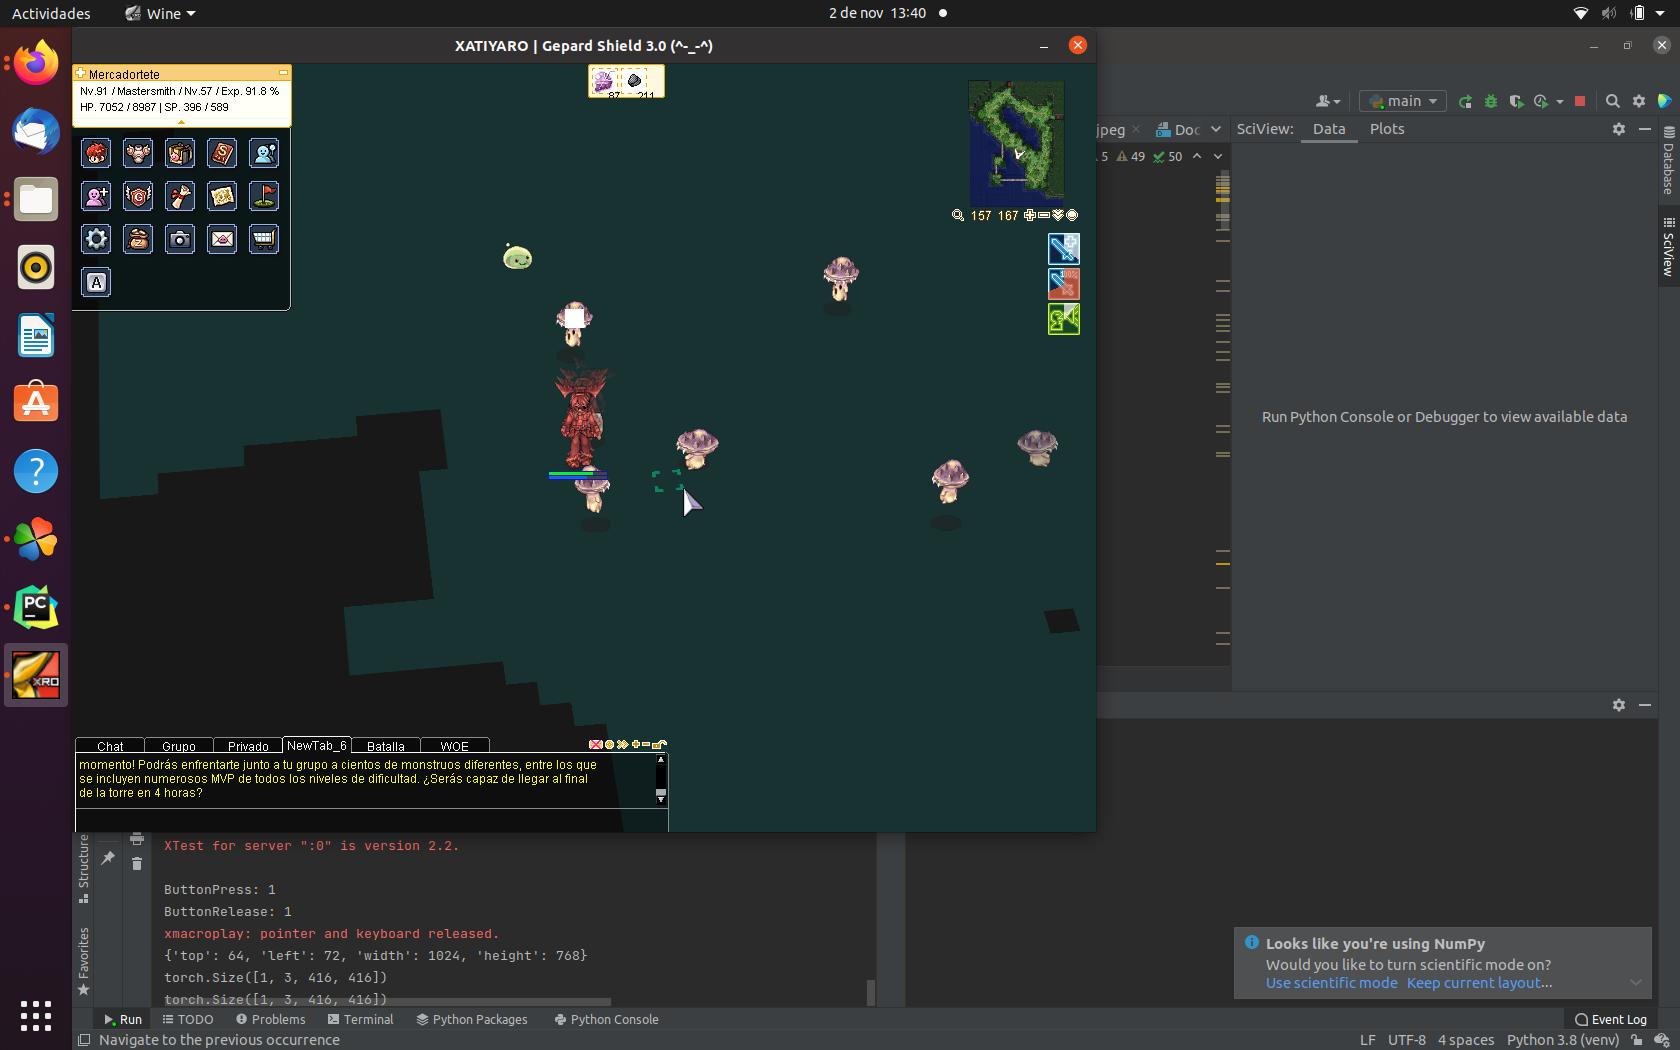 Actividades
Wine
2 de nov 13:40
XATIYARO | Gepard Shield 3.0 (^-_-^)
Mercadortete
Nv.91 / Mastersmith / Nv.57 / Exp. 91.8 %
HP. 7052 / 8987 | SP. 396 / 589
87 211
157 167
100%
A
main
jpeg
Doc
SciView:
Data
Plots
5
49
50
Database
SciView
Run Python Console or Debugger to view available data
PC
XRO
Chat
Grupo
Privado
NewTab_6
Batalla
WOE
momento! Podrás enfrentarte junto a tu grupo a cientos de monstruos diferentes, entre los que
se incluyen numerosos MVP de todos los niveles de dificultad. ¿Serás capaz de llegar al final
de la torre en 4 horas?
Structure
Favorites
XTest for server ":0" is version 2.2.
ButtonPress: 1
ButtonRelease: 1
xmacroplay: pointer and keyboard released.
{'top': 64, 'left': 72, 'width': 1024, 'height': 768}
torch.Size([1, 3, 416, 416])
torch.Size([1, 3, 416, 416])
Looks like you're using NumPy
Would you like to turn scientific mode on?
Use scientific mode Keep current layout...
Run
TODO
Problems
Terminal
Python Packages
Python Console
Event Log
Navigate to the previous occurrence
LF UTF-8 4 spaces Python 3.8 (venv)